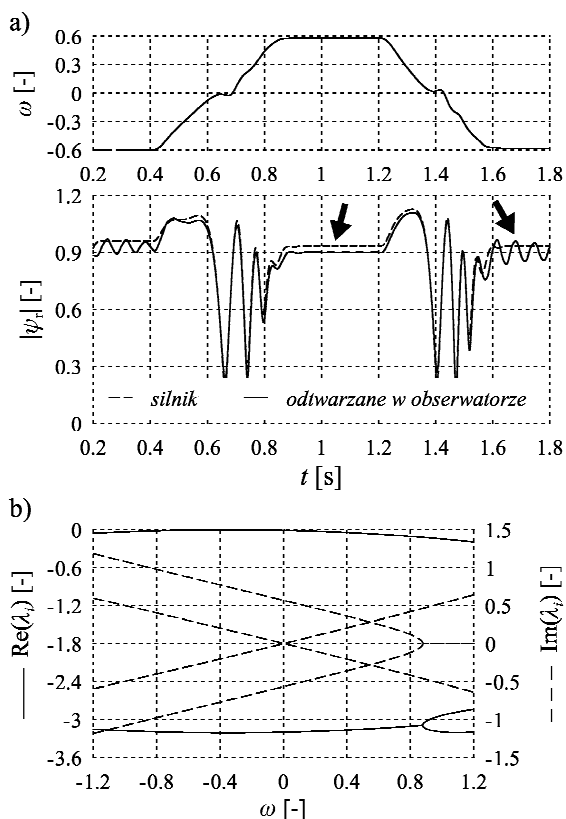 a)
ω [-]
0.6
0.3
0
-0.3
-0.6
0.2 0.4 0.6 0.8 1 1.2 1.4 1.6 1.8
|ψr| [-]
1.2
0.9
0.6
0.3
0
silnik odtwarzane w obserwatorze
0.2 0.4 0.6 0.8 1 1.2 1.4 1.6 1.8
t [s]
b)
Re(λi) [-]
0
-0.6
-1.2
-1.8
-2.4
-3
-3.6
1.5
1
0.5
0
-0.5
-1
-1.5
Im(λi) [-]
-1.2 -0.8 -0.4 0 0.4 0.8 1.2
ω [-]